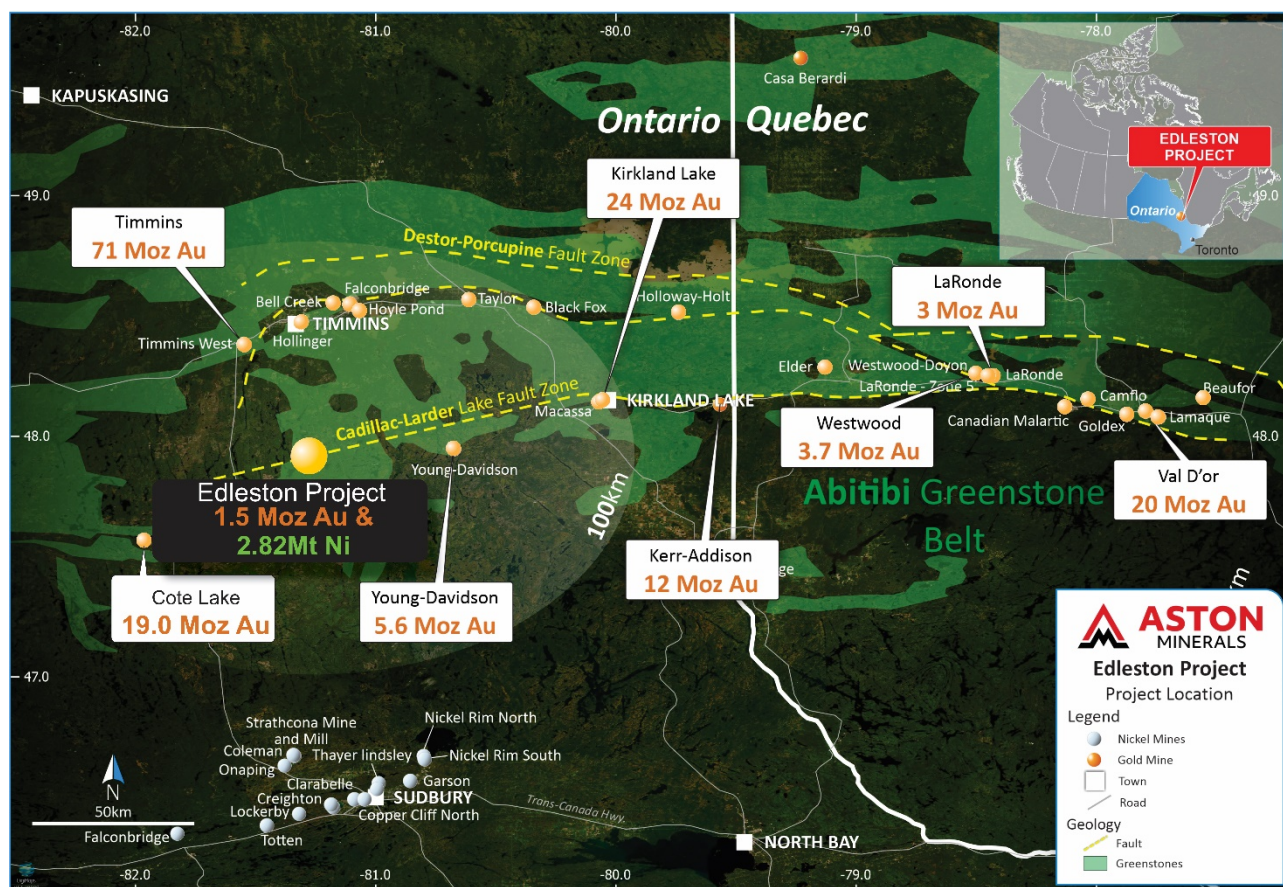 -82.0
-81.0
-80.0
-78.0
KAPUSKASING
Casa Berardi
Ontario
Quebec
EDLESTON
PROJECT
Ontario
Toronto
49.0
49.0
Timmins
71 Moz Au
Kirkland Lake
24 Moz Au
Destor-Porcupine Fault Zone
Bell Creek
Falconbridge
Hoyle Pond
Taylor
Black Fox
Holloway-Holt
TIMMINS
Hollinger
Timmins West
LaRonde
3 Moz Au
Elder
Westwood-Doyon
LaRonde
LaRonde - Zone 5
Cadillac-Larder Lake Fault Zone
Macassa
KIRKLAND LAKE
Westwood
3.7 Moz Au
Canadian Malartic
Camflo
Goldex
Beaufor
Lamaque
48.0
48.0
Young-Davidson
Edleston Project
1.5 Moz Au &
2.82Mt Ni
100km
Val D'or
20 Moz Au
Abitibi Greenstone
Belt
Kerr-Addison
12 Moz Au
Cote Lake
19.0 Moz Au
Young-Davidson
5.6 Moz Au
47.0
Strathcona Mine
and Mill
Nickel Rim North
Coleman
Thayer lindsley
Nickel Rim South
Onaping
Clarabelle
Garson
Creighton
SUDBURY
Lockerby
Copper Cliff North
Totten
Falconbridge
Trans-Canada Hwy.
NORTH BAY
-82.0
-81.0
-80.0
-79.0
N
50km
ASTON
MINERALS
Edleston Project
Project Location
Legend
Nickel Mines
Gold Mine
Town
Road
Geology
Fault
Greenstones